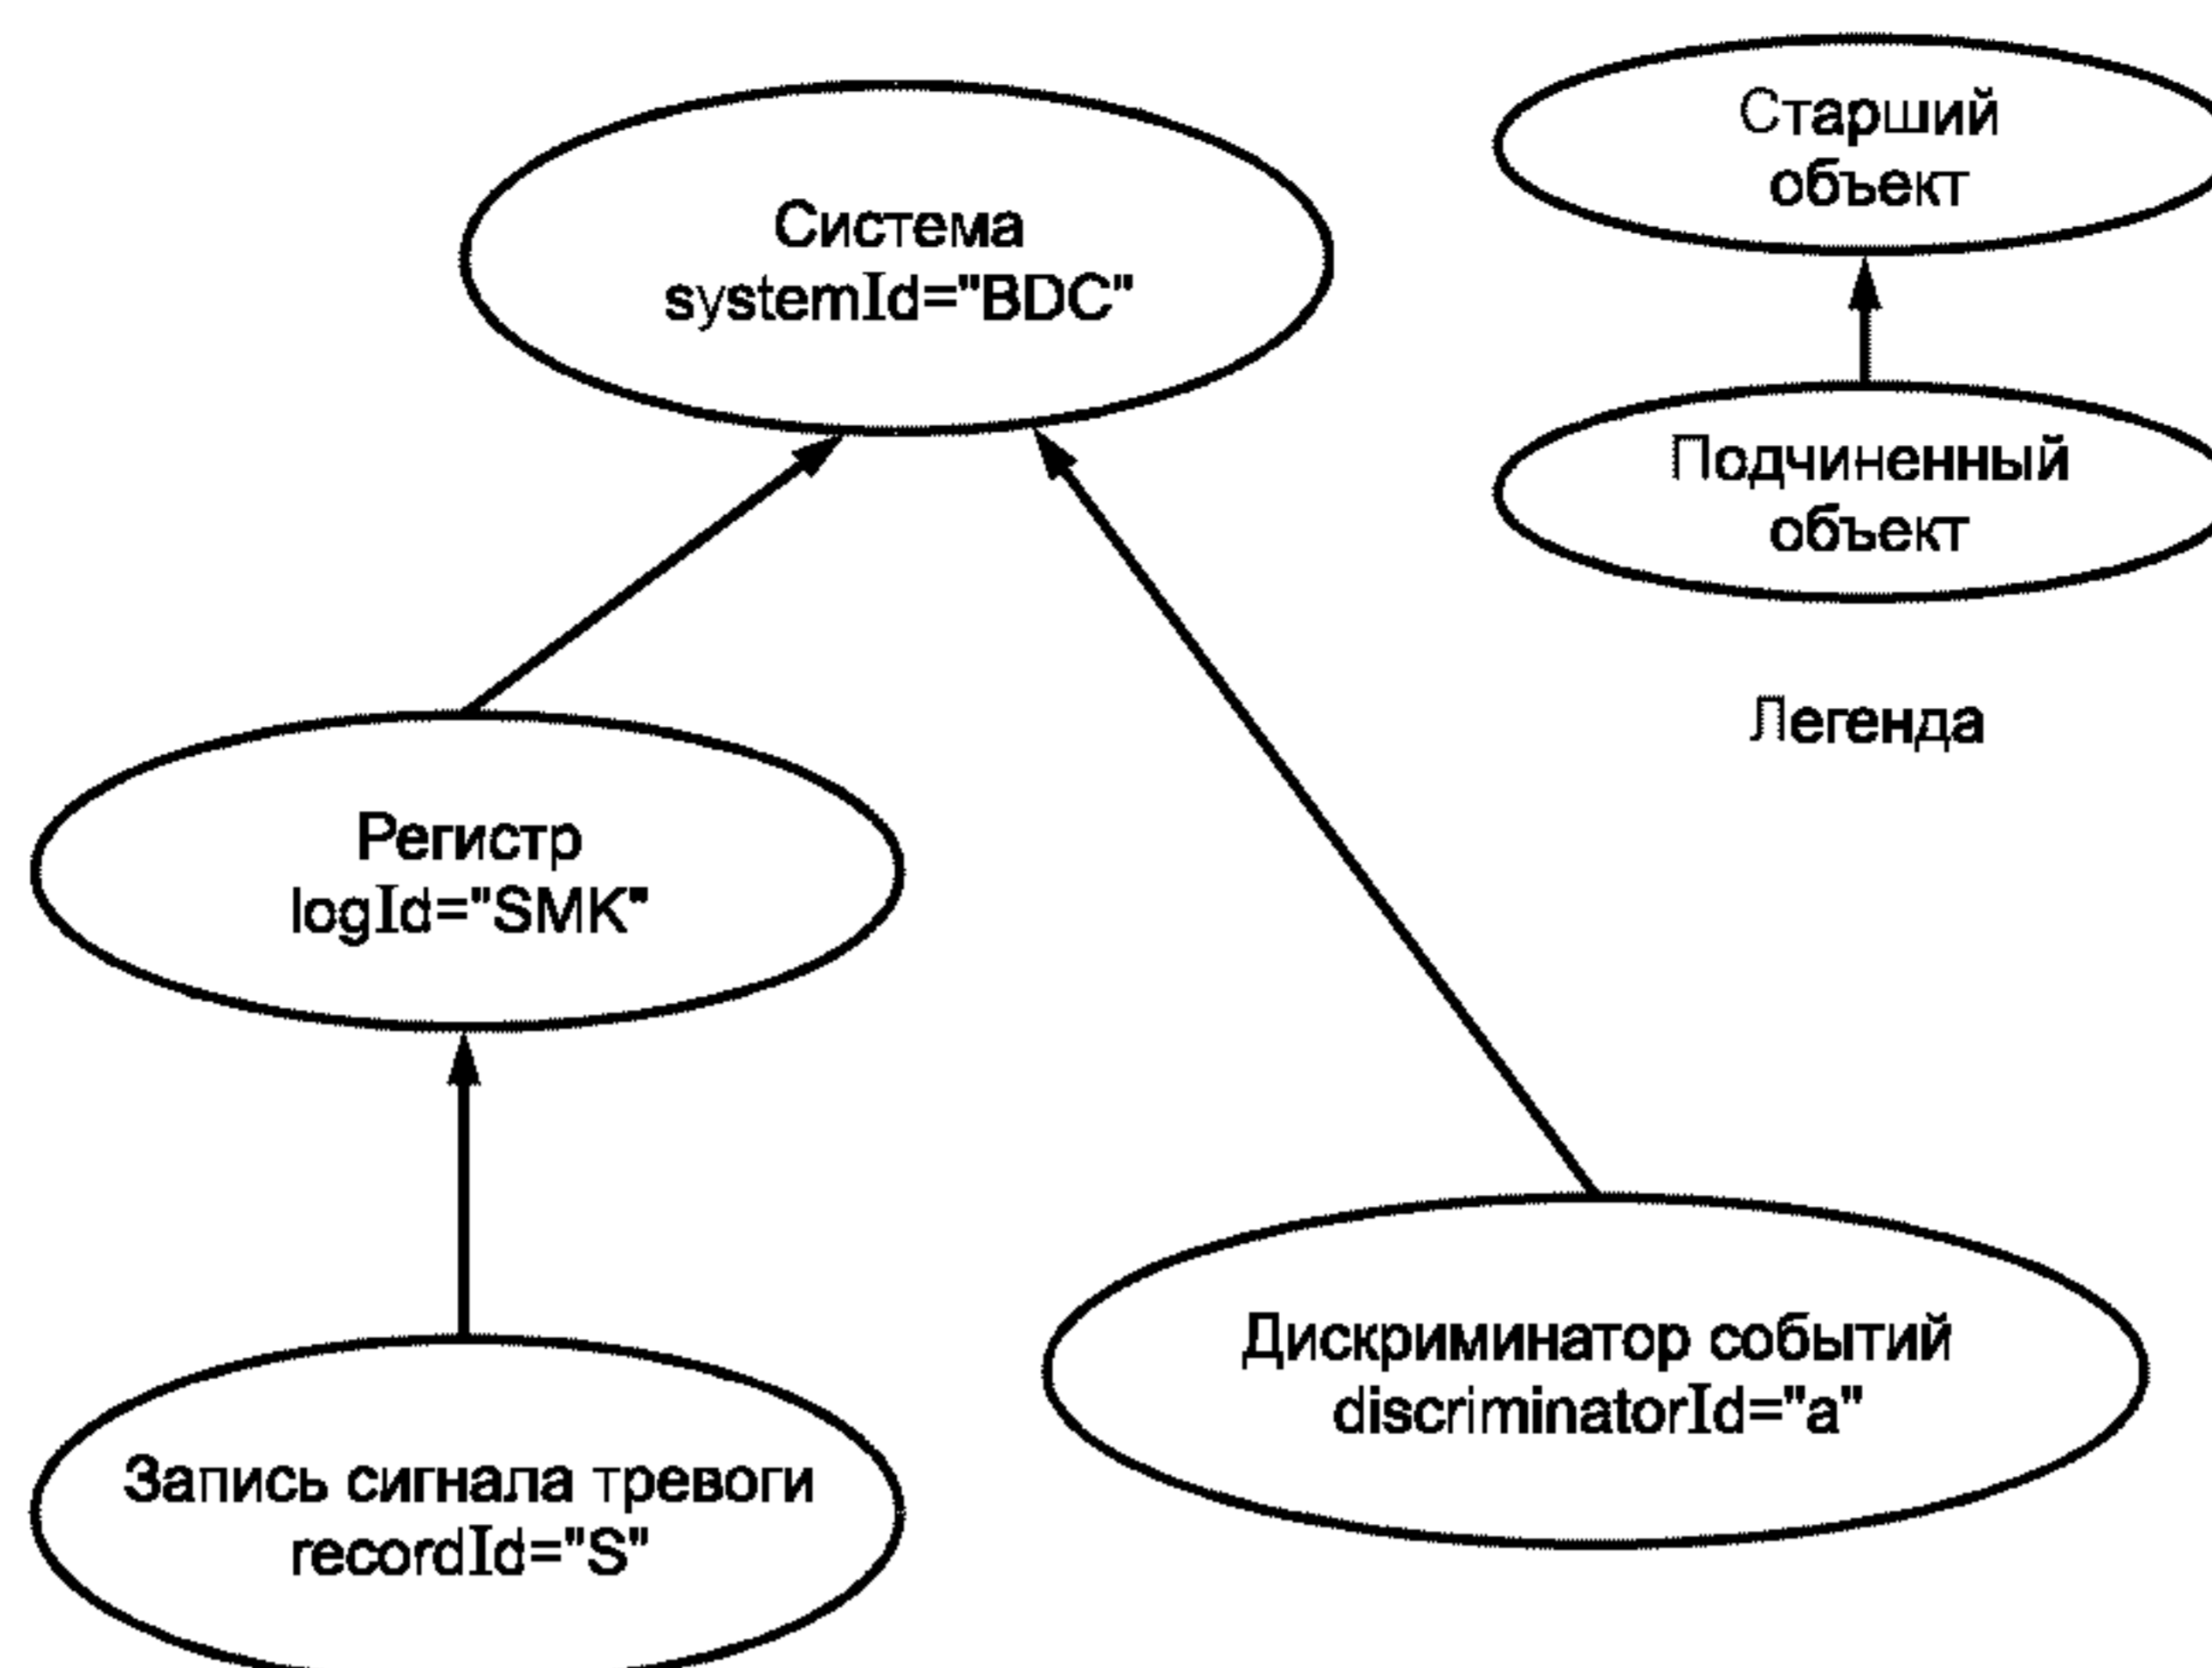 Система
systemId="BDC"
Старший
объект
Подчиненный
объект
Легенда
Регистр
logId="SMK"
Дискриминатор событий
discriminatorId="a"
Запись сигнала тревоги
recordId="S"